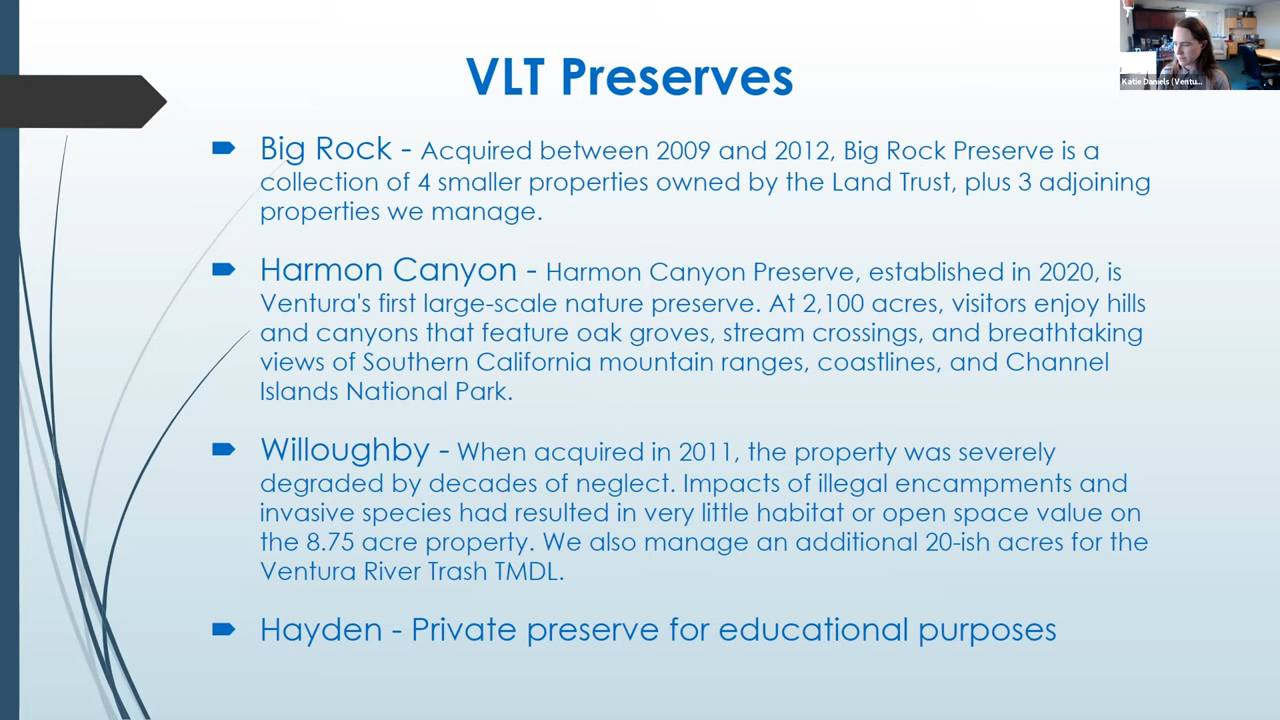 VLT Preserves
Katie Daniels (Ventu...
Big Rock - Acquired between 2009 and 2012, Big Rock Preserve is a
collection of 4 smaller properties owned by the Land Trust, plus 3 adjoining
properties we manage.
Harmon Canyon - Harmon Canyon Preserve, established in 2020, is
Ventura's first large-scale nature preserve. At 2,100 acres, visitors enjoy hills
and canyons that feature oak groves, stream crossings, and breathtaking
views of Southern California mountain ranges, coastlines, and Channel
Islands National Park.
Willoughby - When acquired in 2011, the property was severely
degraded by decades of neglect. Impacts of illegal encampments and
invasive species had resulted in very little habitat or open space value on
the 8.75 acre property. We also manage an additional 20-ish acres for the
Ventura River Trash TMDL.
Hayden - Private preserve for educational purposes